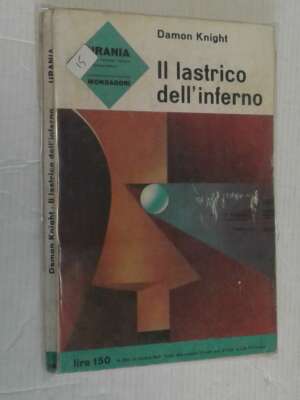 Damon Knight
Il lastrico
dell'inferno
URANIA
MONDADORI
15
lire 150
Damon Knight - Il lastrico dell'inferno URANIA